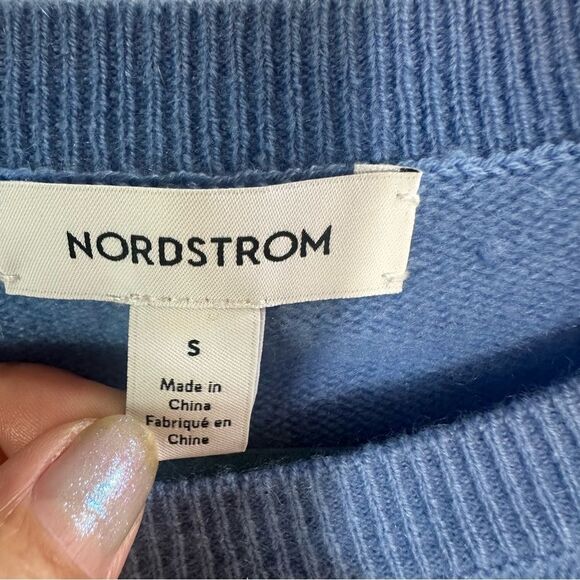 NORDSTROM
S
Made in
China
Fabriqué en
Chine